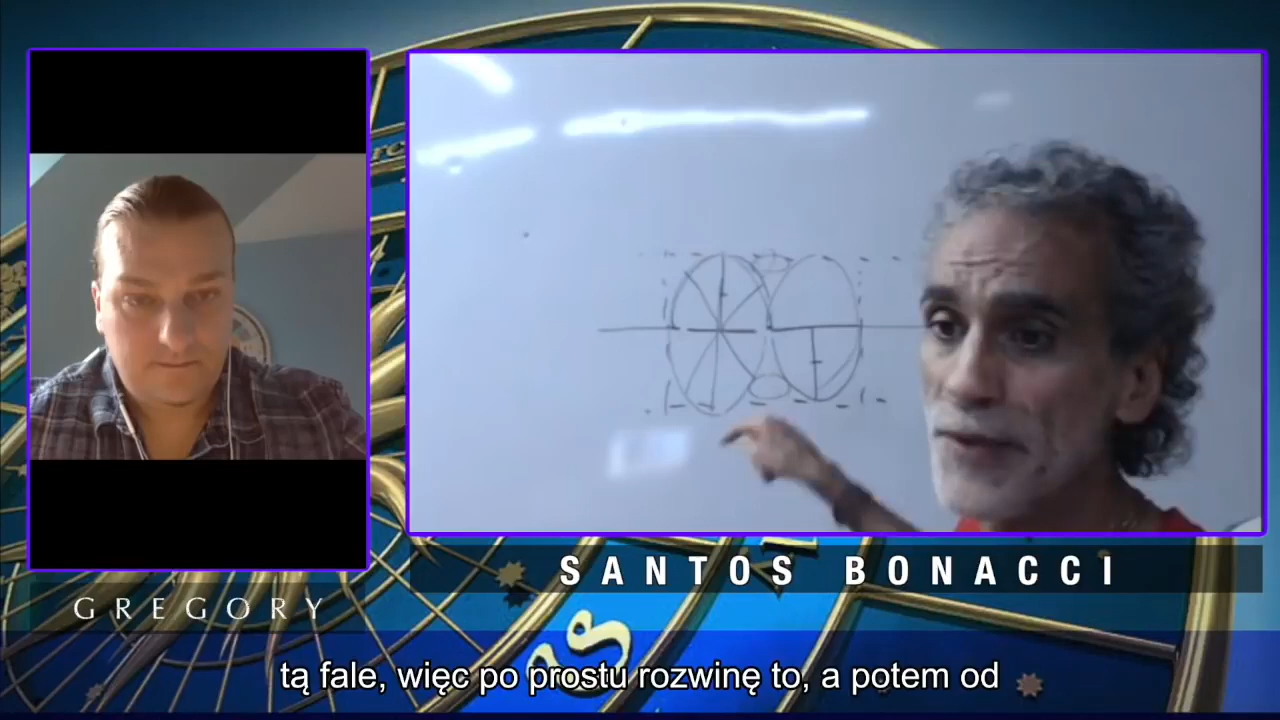 GREGORY
SANTOS BONACCI
tą fale, więc po prostu rozwinę to, a potem od